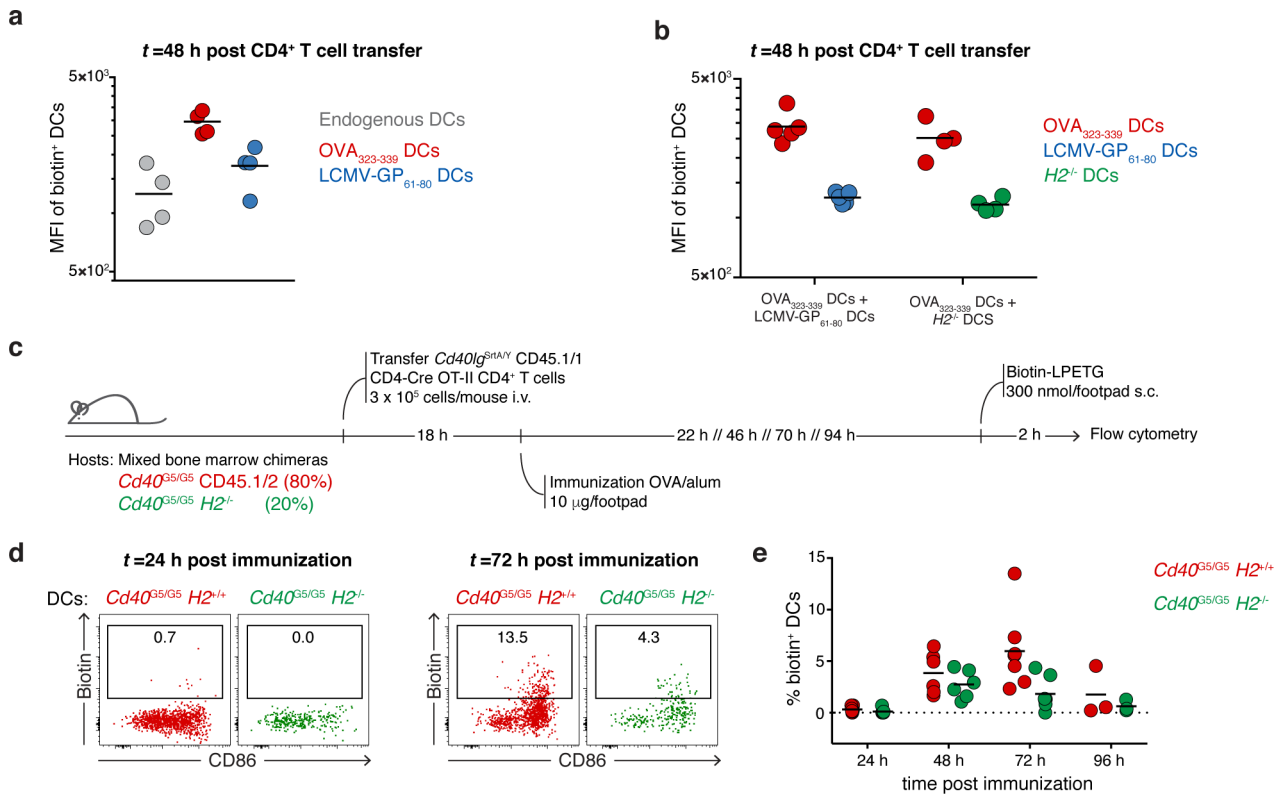 a
t =48 h post CD4⁺ T cell transfer
5×10³
5×10²
MFI of biotin⁺ DCs
Endogenous DCs
OVA₃₂₃₋₃₃₉ DCs
LCMV-GP₆₁₋₈₀ DCs
b
t =48 h post CD4⁺ T cell transfer
5×10³
5×10²
MFI of biotin⁺ DCs
OVA₃₂₃₋₃₃₉ DCs +
LCMV-GP₆₁₋₈₀ DCs
OVA₃₂₃₋₃₃₉ DCs +
H2⁻/⁻ DCS
OVA₃₂₃₋₃₃₉ DCs
LCMV-GP₆₁₋₈₀ DCs
H2⁻/⁻ DCs
c
Transfer Cd40lgSrtA/Y CD45.1/1
CD4-Cre OT-II CD4⁺ T cells
3 x 10⁵ cells/mouse i.v.
Biotin-LPETG
300 nmol/footpad s.c.
18 h
22 h // 46 h // 70 h // 94 h
2 h
Flow cytometry
Hosts: Mixed bone marrow chimeras
Cd40G5/G5 CD45.1/2 (80%)
Cd40G5/G5 H2⁻/⁻ (20%)
Immunization OVA/alum
10 µg/footpad
d
t =24 h post immunization
t =72 h post immunization
DCs:
Cd40G5/G5 H2⁺/⁺
Cd40G5/G5 H2⁻/⁻
Cd40G5/G5 H2⁺/⁺
Cd40G5/G5 H2⁻/⁻
0.7
0.0
13.5
4.3
Biotin
Biotin
CD86
CD86
e
15
10
5
0
% biotin⁺ DCs
24 h
48 h
72 h
96 h
time post immunization
Cd40G5/G5 H2⁺/⁺
Cd40G5/G5 H2⁻/⁻